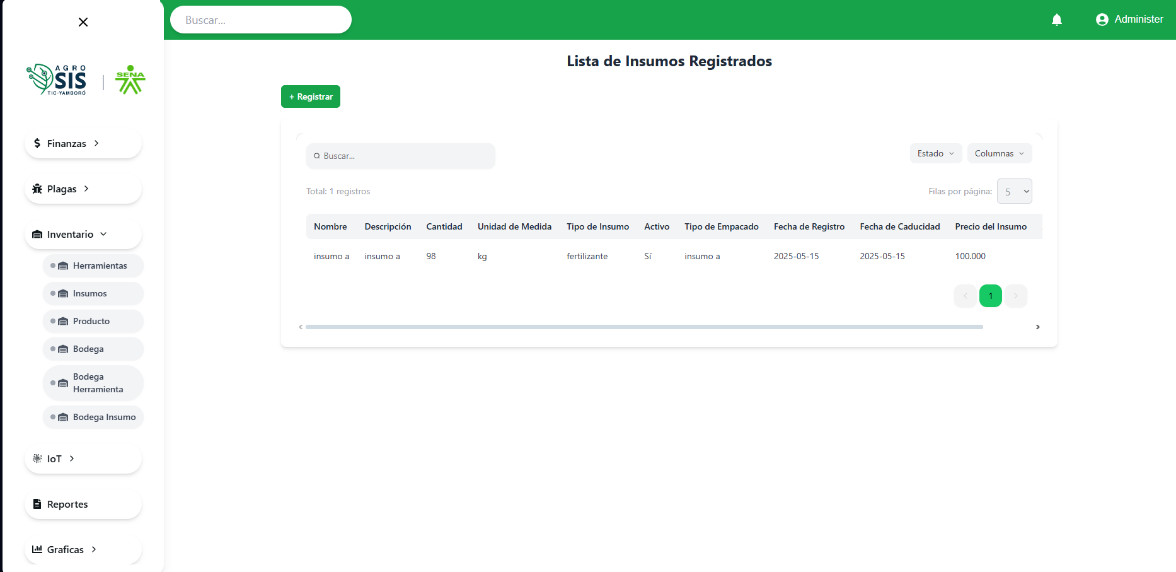 Buscar...
Administer
AGRO
SIS
TIC-YAMBORÓ
SENA
Finanzas
Plagas
Inventario
Herramientas
Insumos
Producto
Bodega
Bodega
Herramienta
Bodega Insumo
IoT
Reportes
Graficas
Lista de Insumos Registrados
+ Registrar
Buscar...
Estado
Columnas
Total: 1 registros
Filas por página: 5
Nombre Descripción Cantidad Unidad de Medida Tipo de Insumo Activo Tipo de Empacado Fecha de Registro Fecha de Caducidad Precio del Insumo
insumo a insumo a 98 kg fertilizante Sí insumo a 2025-05-15 2025-05-15 100.000
1